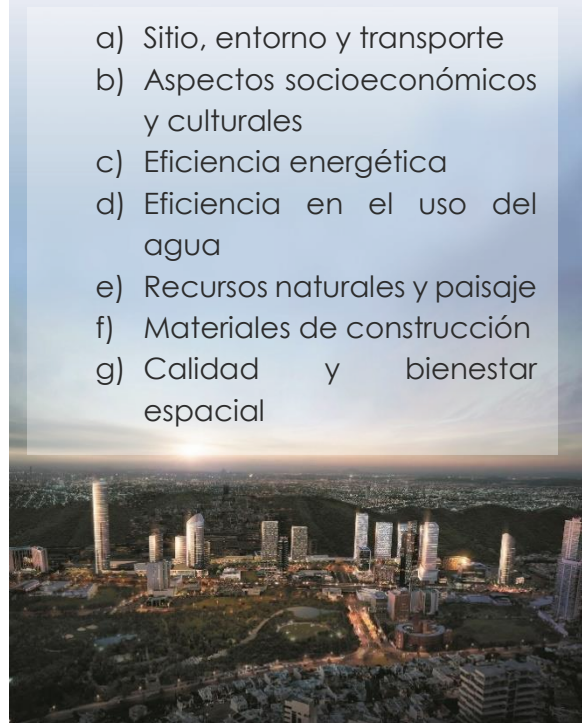 a) Sitio, entorno y transporte
b) Aspectos socioeconómicos
y culturales
c) Eficiencia energética
d) Eficiencia en el uso del
agua
e) Recursos naturales y paisaje
f) Materiales de construcción
g) Calidad y bienestar
espacial